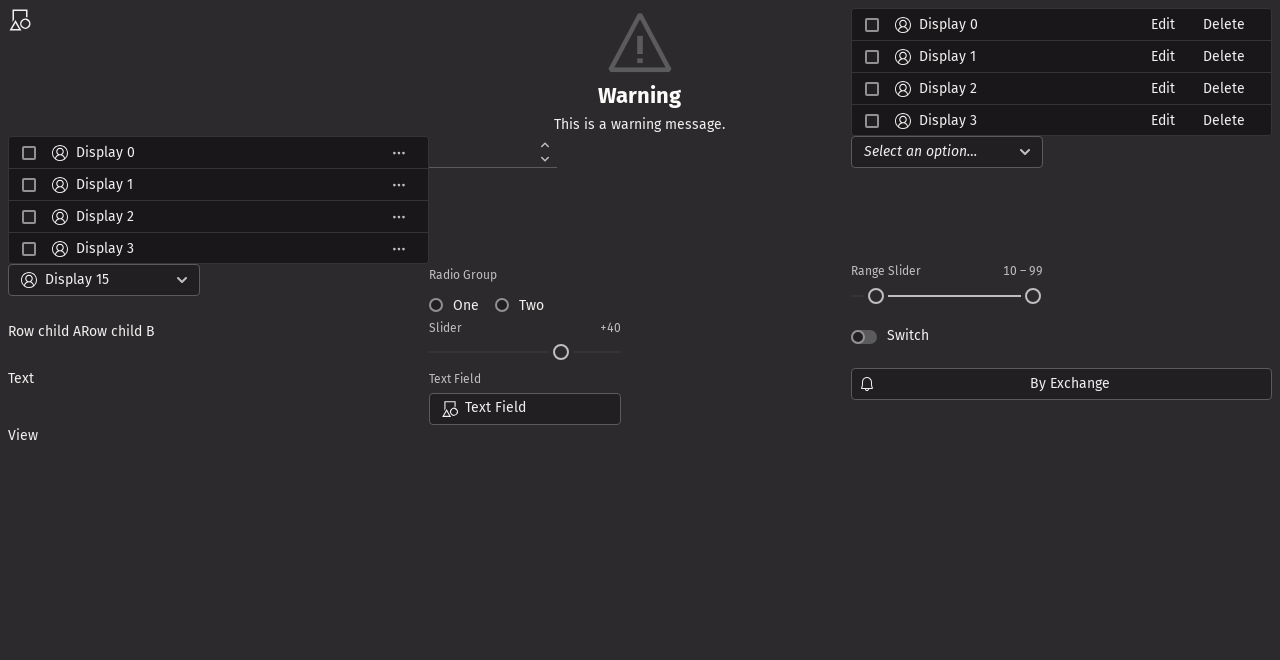 Warning
This is a warning message.
Display 0 Edit Delete
Display 1 Edit Delete
Display 2 Edit Delete
Display 3 Edit Delete
Display 0
Display 1
Display 2
Display 3
Select an option...
Display 15
Radio Group
One Two
Slider +40
Range Slider 10 – 99
Row child ARow child B
Switch
Text
Text Field
Text Field
By Exchange
View